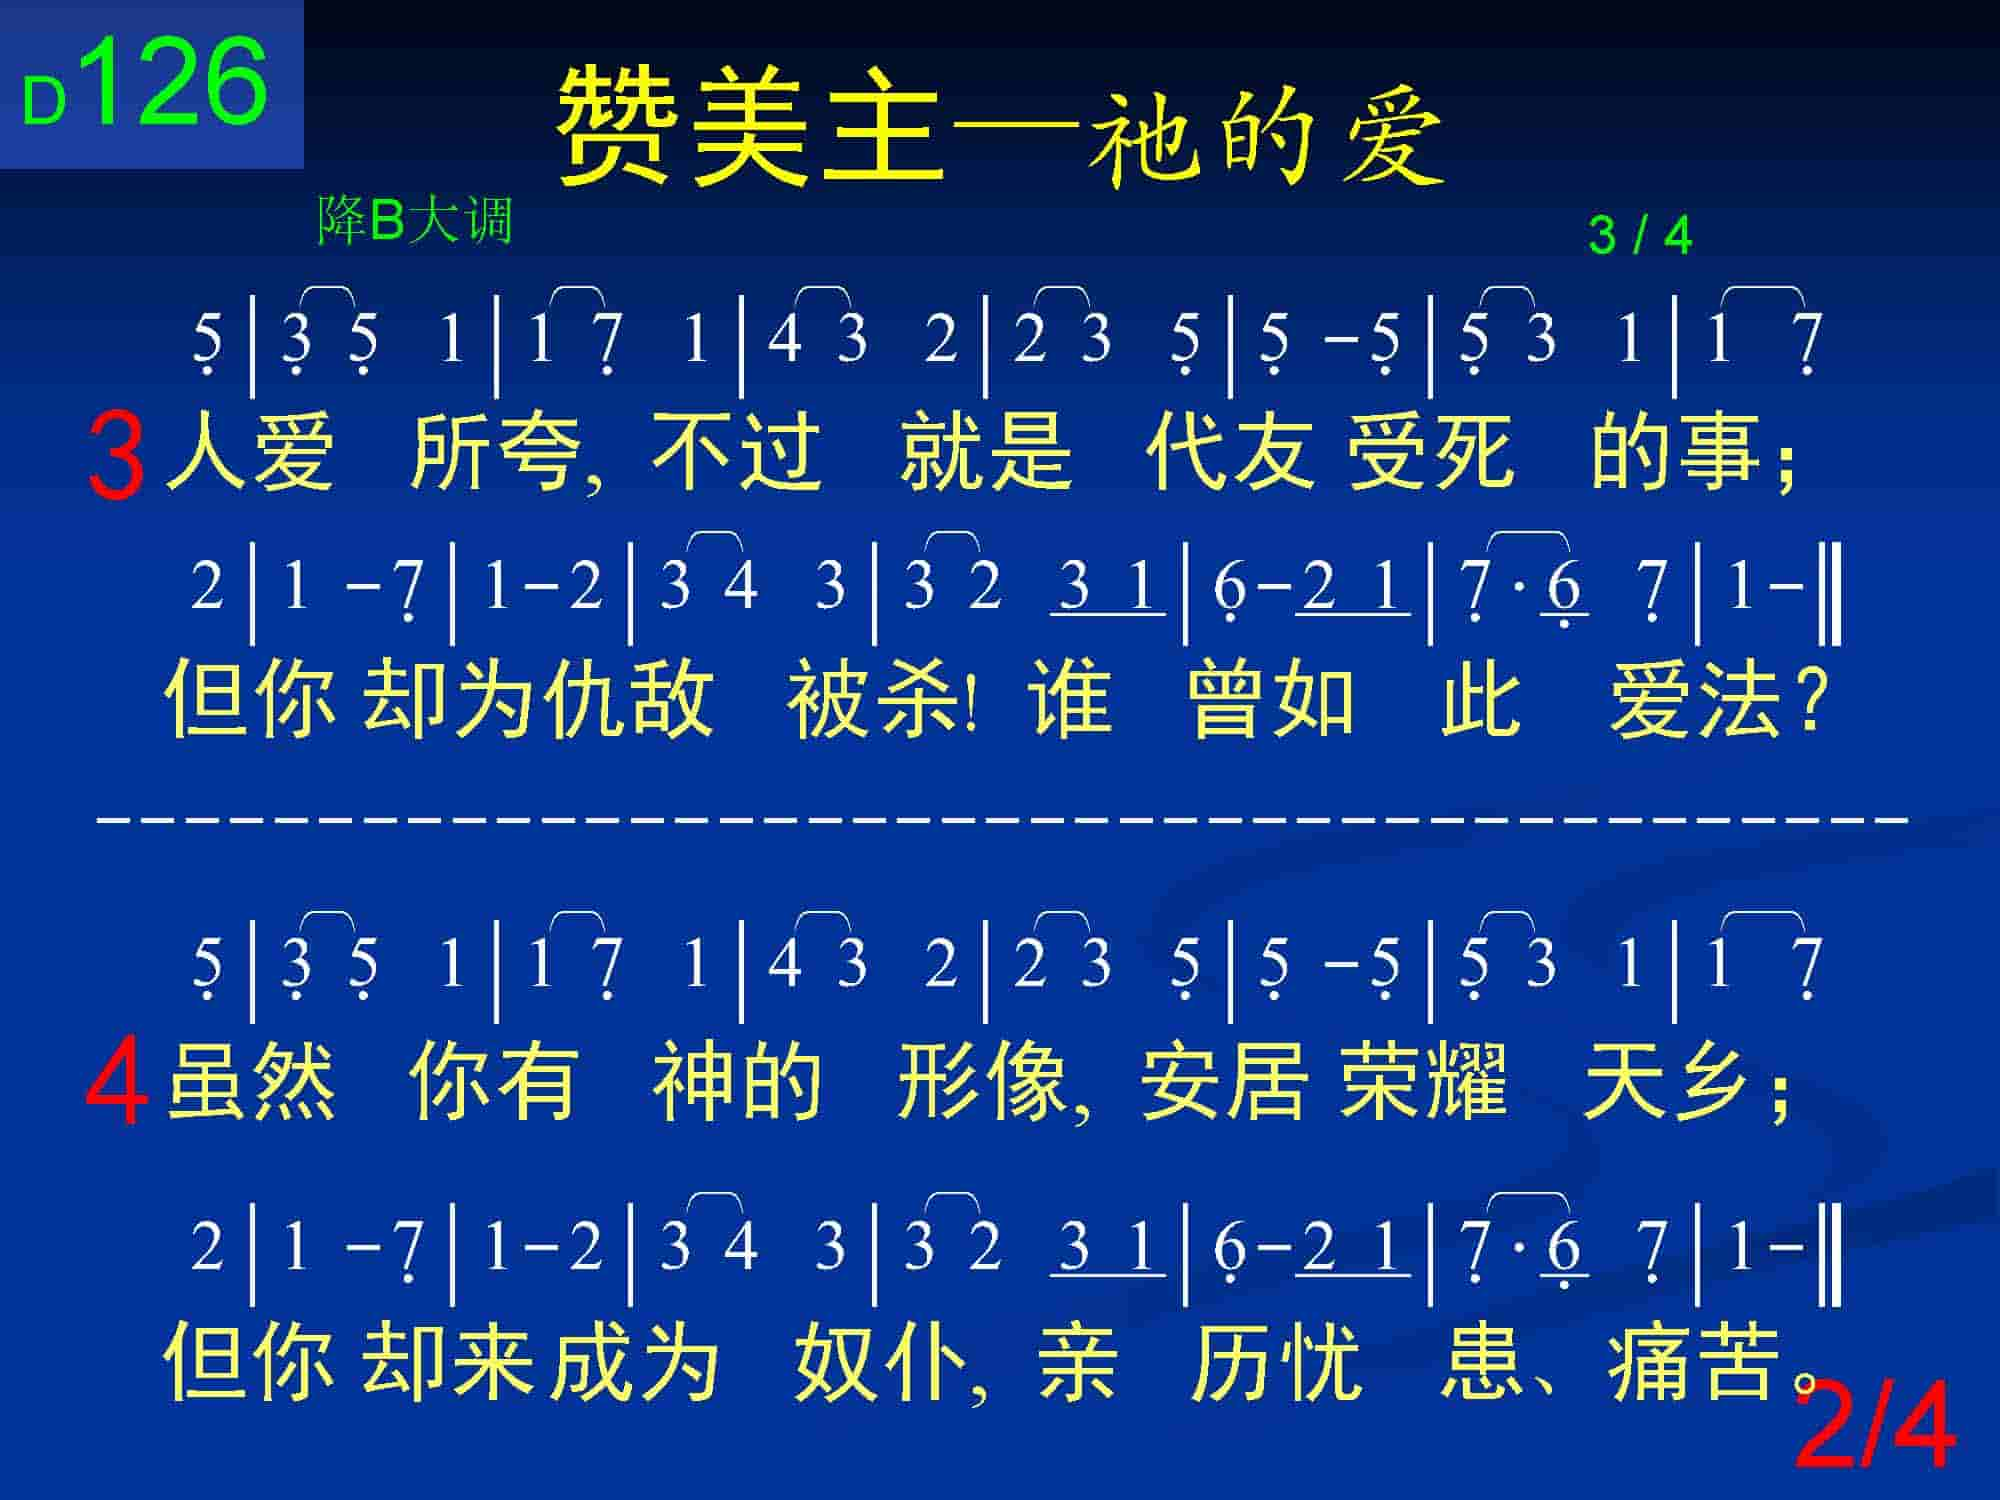 D126
赞美主—祂的爱
降B大调 3 / 4
5̣ | 3̣ 5̣ 1 | 1 7̣ 1 | 4 3 2 | 2 3 5̣ | 5̣ – 5̣ | 5̣ 3 1 | 1 7̣
3 人爱 所夸, 不过 就是 代友 受死 的事；
2 | 1 – 7̣ | 1 – 2 | 3 4 3 | 3 2 3 1 | 6̣ – 2 1 | 7̣ · 6̣ 7̣ | 1 – ‖
但你 却为仇敌 被杀! 谁 曾如 此 爱法?
5̣ | 3̣ 5̣ 1 | 1 7̣ 1 | 4 3 2 | 2 3 5̣ | 5̣ – 5̣ | 5̣ 3 1 | 1 7̣
4 虽然 你有 神的 形像, 安居 荣耀 天乡；
2 | 1 – 7̣ | 1 – 2 | 3 4 3 | 3 2 3 1 | 6̣ – 2 1 | 7̣ · 6̣ 7̣ | 1 – ‖
但你 却来成为 奴仆, 亲 历忧 患、痛苦。
2/4